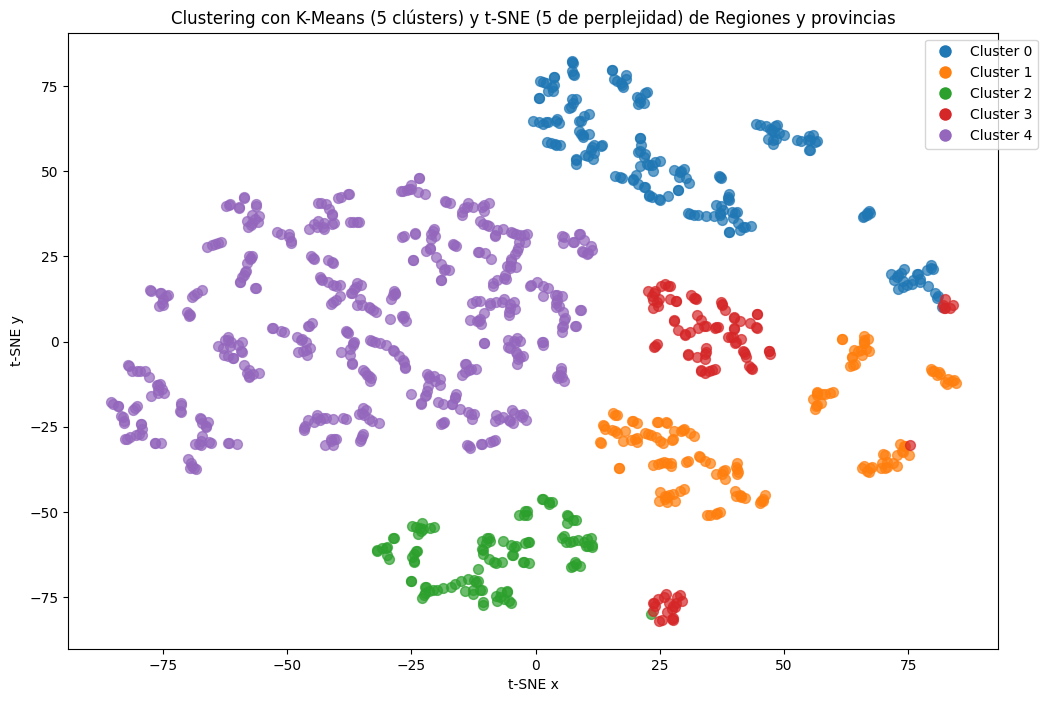 Clustering con K-Means (5 clústers) y t-SNE (5 de perplejidad) de Regiones y provincias
Cluster 0
Cluster 1
Cluster 2
Cluster 3
Cluster 4
t-SNE y
75
50
25
0
−25
−50
−75
−75
−50
−25
0
25
50
75
t-SNE x